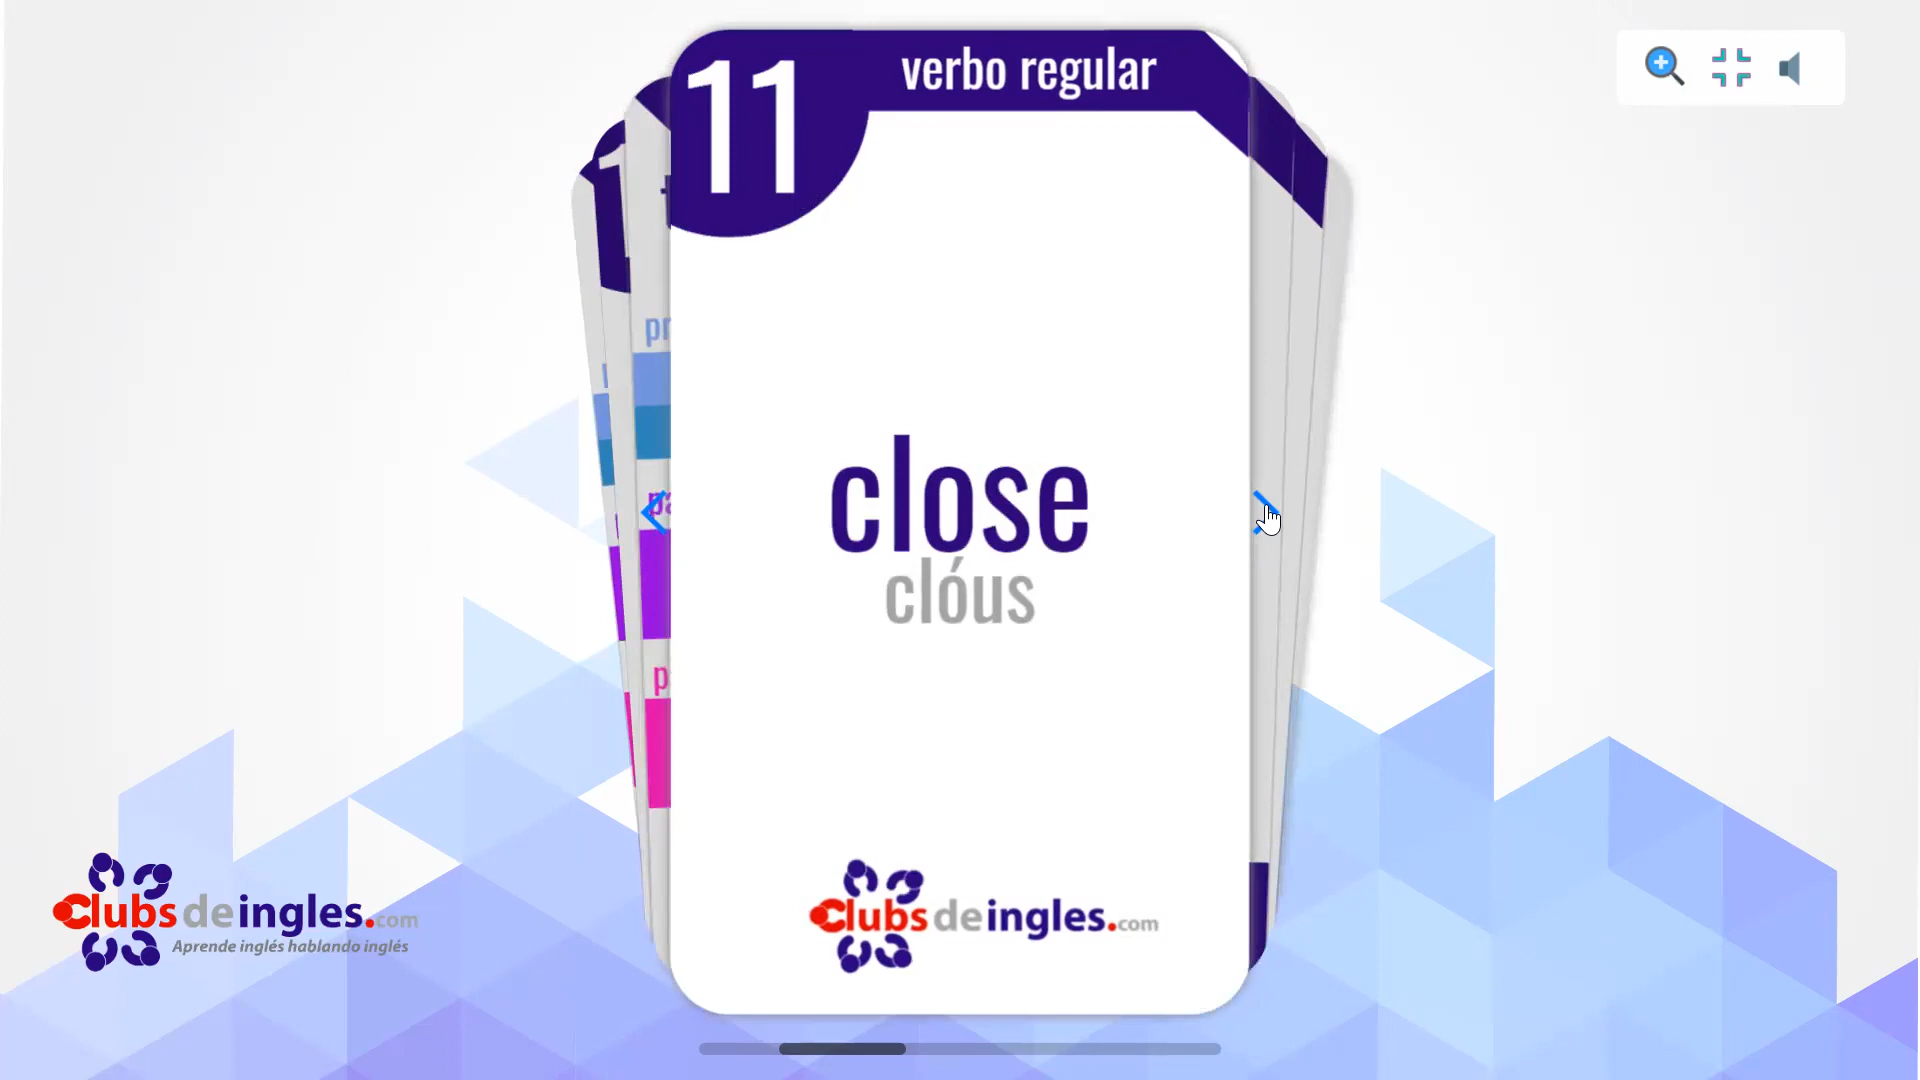 11
verbo regular
close
clóus
Clubsdeingles.com
Clubsdeingles.com
Aprende inglés hablando inglés